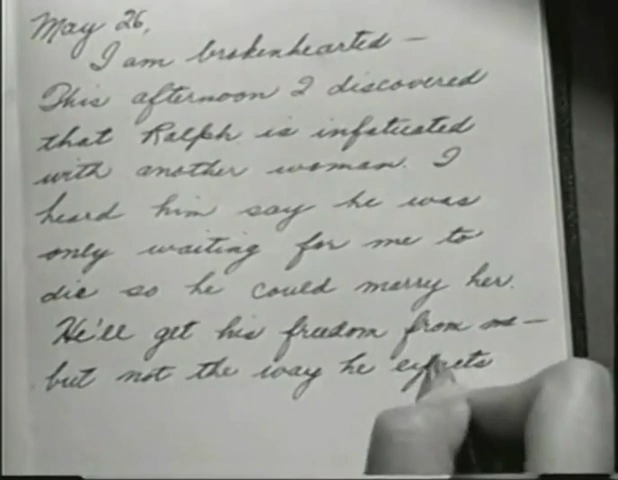 May 26,
I am brokenhearted —
This afternoon I discovered
that Ralph is infatuated
with another woman. I
heard him say he was
only waiting for me to
die so he could marry her.
He'll get his freedom from me —
but not the way he expects